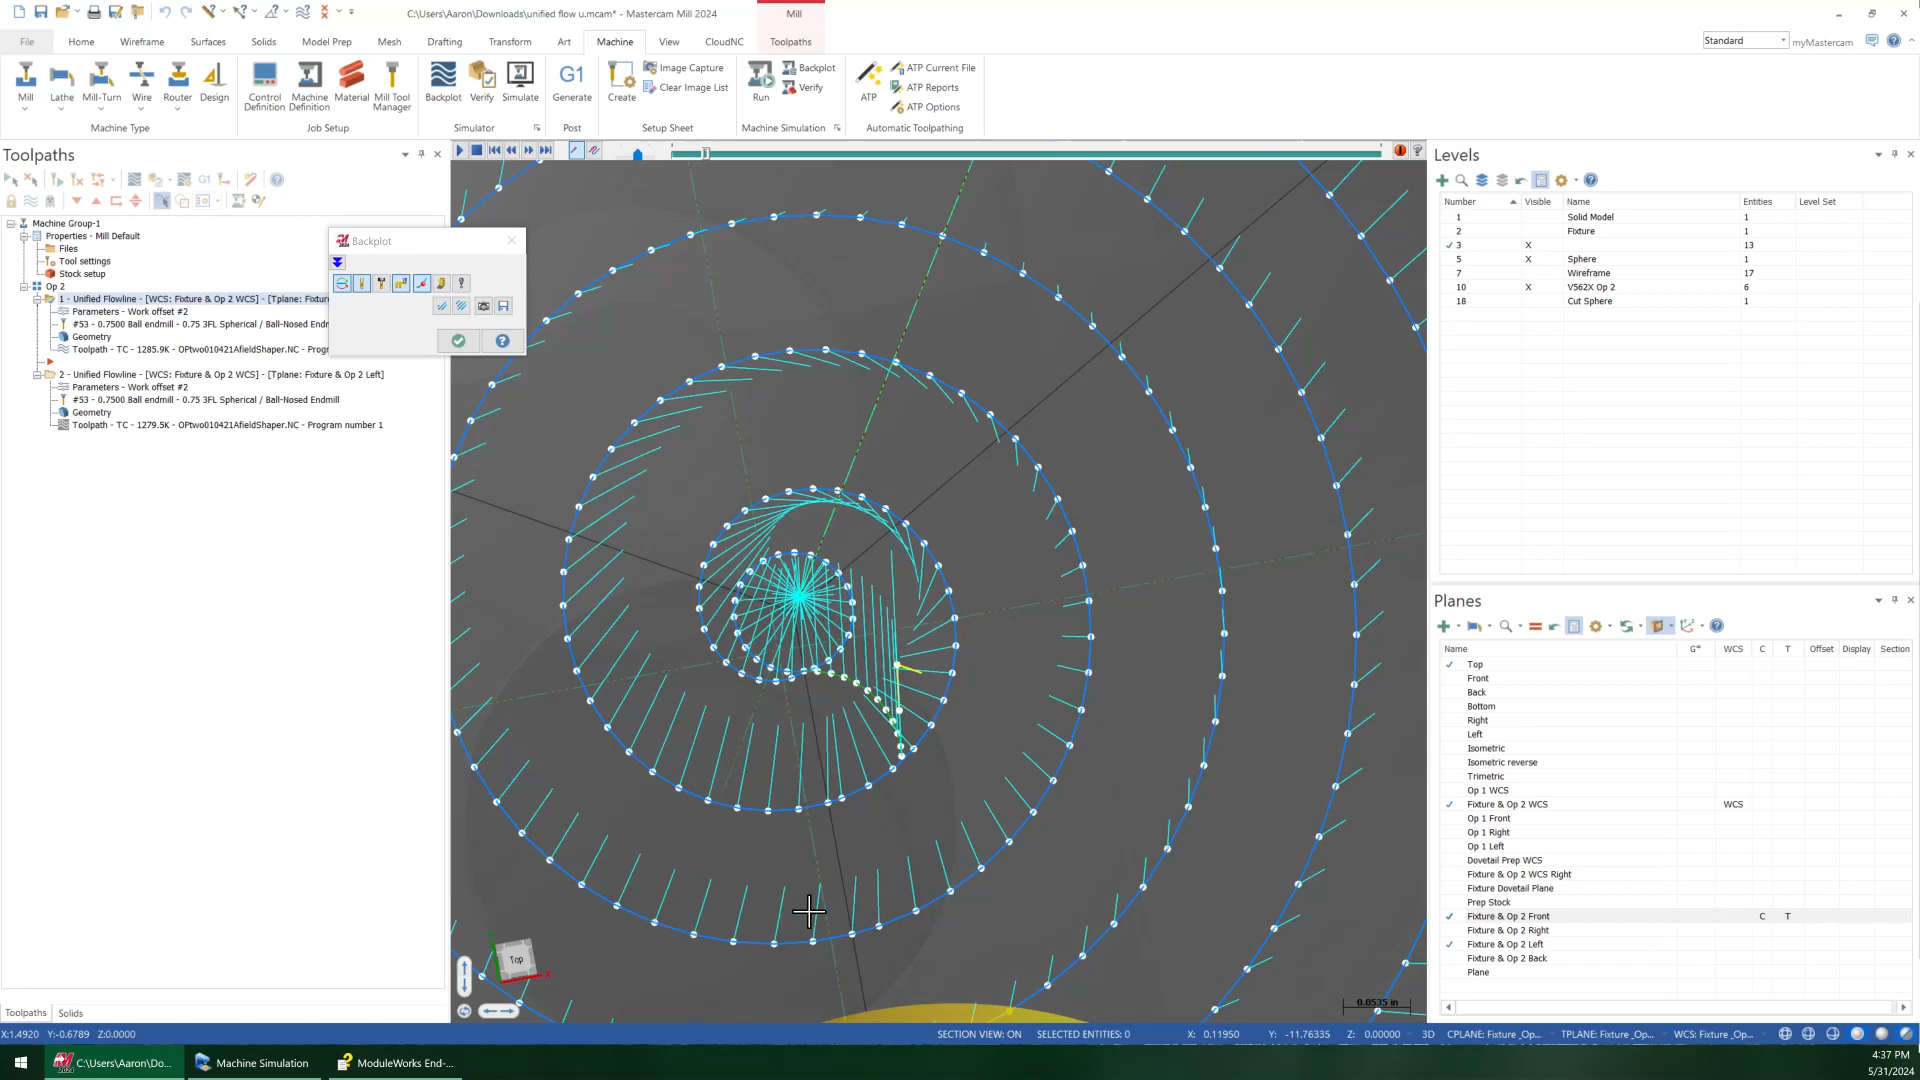 C:\Users\Aaron\Downloads\unified flow u.mcam* - Mastercam Mill 2024
Mill
File
Home
Wireframe
Surfaces
Solids
Model Prep
Mesh
Drafting
Transform
Art
Machine
View
CloudNC
Toolpaths
Standard
myMastercam
Mill
Lathe
Mill-Turn
Wire
Router
Design
Control Definition
Machine Definition
Material
Mill Tool Manager
Backplot
Verify
Simulate
G1
Generate
Create
Image Capture
Clear Image List
Run
Backplot
Verify
ATP
ATP Current File
ATP Reports
ATP Options
Machine Type
Job Setup
Simulator
Post
Setup Sheet
Machine Simulation
Automatic Toolpathing
Toolpaths
G1
Machine Group-1
Properties - Mill Default
Files
Tool settings
Stock setup
Op 2
1 - Unified Flowline - [WCS: Fixture & Op 2 WCS] - [Tplane: Fixture
Parameters - Work offset #2
#53 - 0.7500 Ball endmill - 0.75 3FL Spherical / Ball-Nosed Endm
Geometry
Toolpath - TC - 1285.9K - OPtwo010421AfieldShaper.NC - Progr
2 - Unified Flowline - [WCS: Fixture & Op 2 WCS] - [Tplane: Fixture & Op 2 Left]
Parameters - Work offset #2
#53 - 0.7500 Ball endmill - 0.75 3FL Spherical / Ball-Nosed Endmill
Geometry
Toolpath - TC - 1279.5K - OPtwo010421AfieldShaper.NC - Program number 1
Backplot
Levels
Number Visible Name Entities Level Set
1 Solid Model 1
2 Fixture 1
3 X 13
5 X Sphere 1
7 Wireframe 17
10 X V562X Op 2 6
18 Cut Sphere 1
Planes
Name G* WCS C T Offset Display Section
Top
Front
Back
Bottom
Right
Left
Isometric
Isometric reverse
Trimetric
Op 1 WCS
Fixture & Op 2 WCS WCS
Op 1 Front
Op 1 Right
Op 1 Left
Dovetail Prep WCS
Fixture & Op 2 WCS Right
Fixture Dovetail Plane
Prep Stock
Fixture & Op 2 Front C T
Fixture & Op 2 Right
Fixture & Op 2 Left
Fixture & Op 2 Back
Plane
Top
X
0.0535 in
Toolpaths
Solids
X:1.4920 Y:-0.6789 Z:0.0000
SECTION VIEW: ON SELECTED ENTITIES: 0 X: 0.11950 Y: -11.76335 Z: 0.00000 3D CPLANE: Fixture _Op... TPLANE: Fixture _Op... WCS: Fixture _Op...
C:\Users\Aaron\Do...
Machine Simulation
ModuleWorks End-...
4:37 PM
5/31/2024